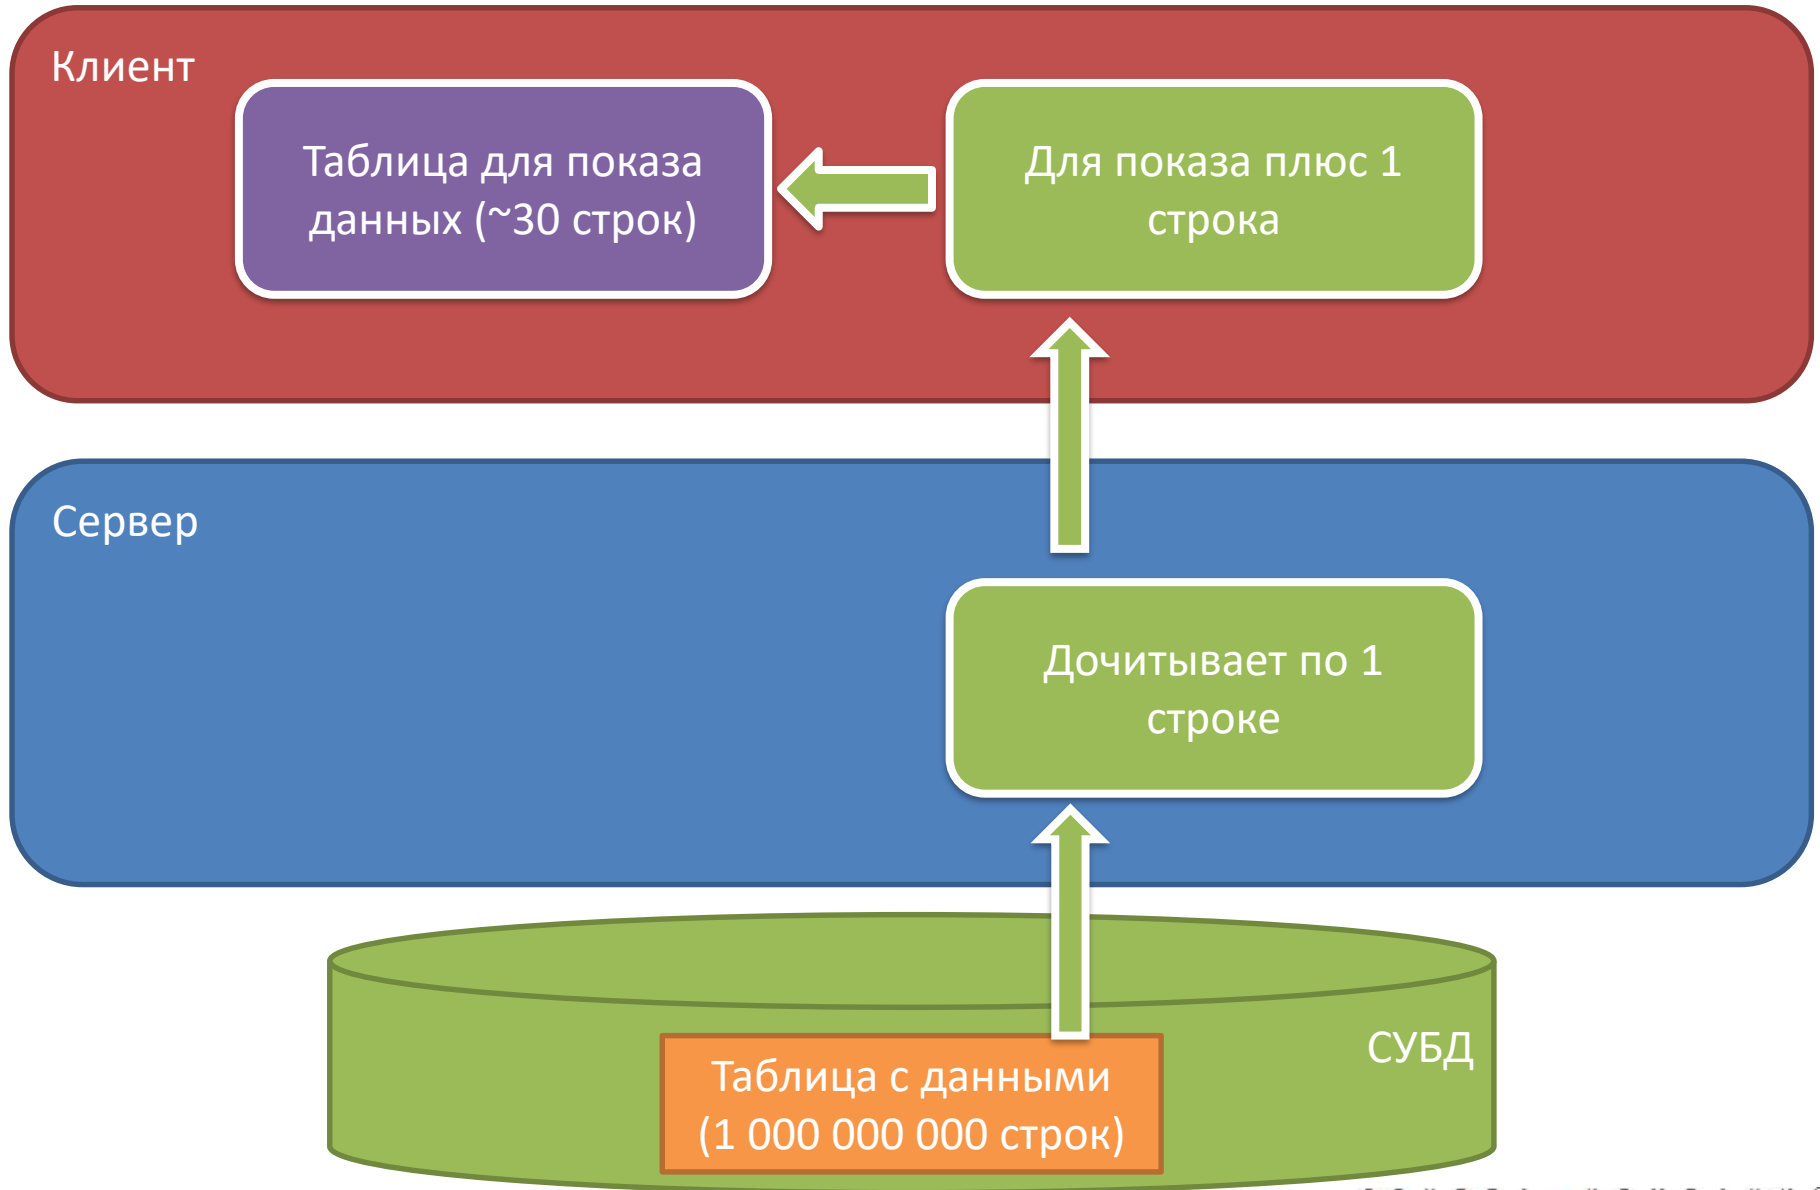 Клиент
Таблица для показа
данных (~30 строк)
Для показа плюс 1
строка
Сервер
Дочитывает по 1
строке
СУБД
Таблица с данными
(1 000 000 000 строк)